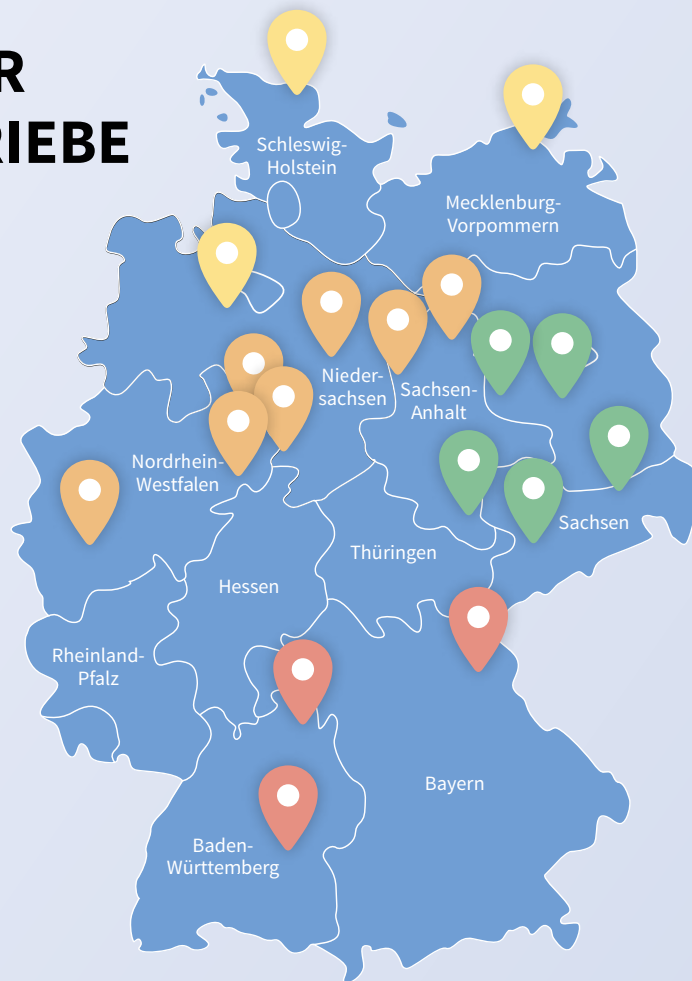 R
RIEBE
Schleswig-
Holstein
Mecklenburg-
Vorpommern
Nieder-
sachsen
Sachsen-
Anhalt
Nordrhein-
Westfalen
Sachsen
Thüringen
Hessen
Rheinland-
Pfalz
Bayern
Baden-
Württemberg